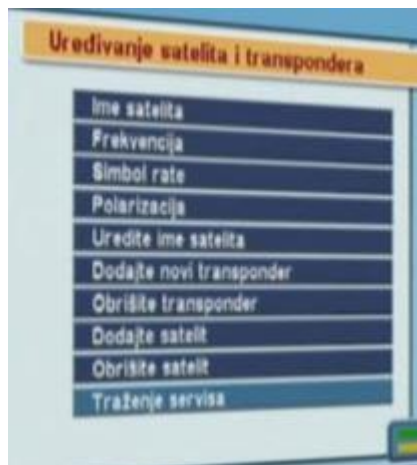 Uređivanje satelita i transpondera
Ime satelita
Frekvencija
Simbol rate
Polarizacija
Uredite ime satelita
Dodajte novi transponder
Obrišite transponder
Dodajte satelit
Obrišite satelit
Traženje servisa